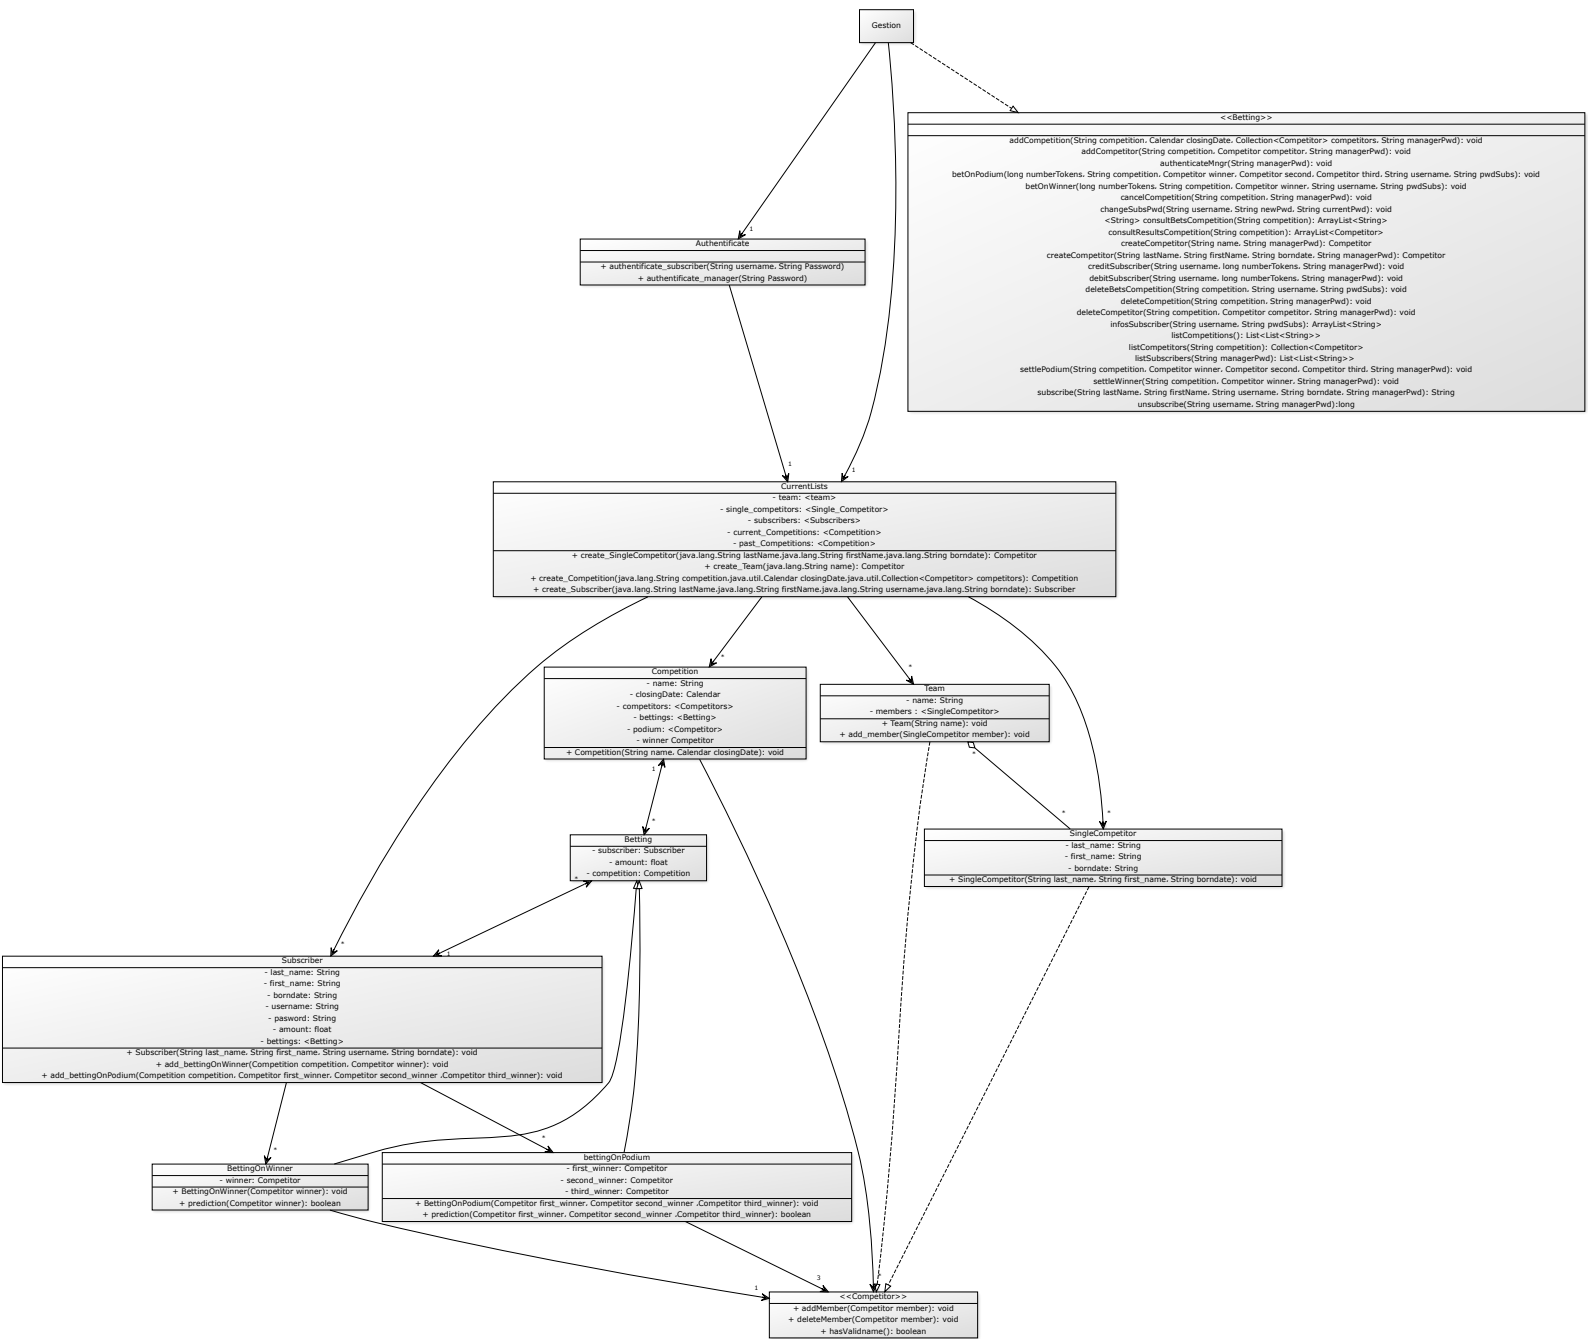 Gestion
<<Betting>>
addCompetition(String competition, Calendar closingDate, Collection<Competitor> competitors, String managerPwd): void
addCompetitor(String competition, Competitor competitor, String managerPwd): void
authenticateMngr(String managerPwd): void
betOnPodium(long numberTokens, String competition, Competitor winner, Competitor second, Competitor third, String username, String pwdSubs): void
betOnWinner(long numberTokens, String competition, Competitor winner, String username, String pwdSubs): void
cancelCompetition(String competition, String managerPwd): void
changeSubsPwd(String username, String newPwd, String currentPwd): void
<String> consultBetsCompetition(String competition): ArrayList<String>
consultResultsCompetition(String competition): ArrayList<Competitor>
createCompetitor(String name, String managerPwd): Competitor
createCompetitor(String lastName, String firstName, String borndate, String managerPwd): Competitor
creditSubscriber(String username, long numberTokens, String managerPwd): void
debitSubscriber(String username, long numberTokens, String managerPwd): void
deleteBetsCompetition(String competition, String username, String pwdSubs): void
deleteCompetition(String competition, String managerPwd): void
deleteCompetitor(String competition, Competitor competitor, String managerPwd): void
infosSubscriber(String username, String pwdSubs): ArrayList<String>
listCompetitions(): List<List<String>>
listCompetitors(String competition): Collection<Competitor>
listSubscribers(String managerPwd): List<List<String>>
settlePodium(String competition, Competitor winner, Competitor second, Competitor third, String managerPwd): void
settleWinner(String competition, Competitor winner, String managerPwd): void
subscribe(String lastName, String firstName, String username, String borndate, String managerPwd): String
unsubscribe(String username, String managerPwd):long
1
Authentificate
+ authentificate_subscriber(String username, String Password)
+ authentificate_manager(String Password)
1
1
CurrentLists
- team: <team>
- single_competitors: <Single_Competitor>
- subscribers: <Subscribers>
- current_Competitions: <Competition>
- past_Competitions: <Competition>
+ create_SingleCompetitor(java.lang.String lastName,java.lang.String firstName,java.lang.String borndate): Competitor
+ create_Team(java.lang.String name): Competitor
+ create_Competition(java.lang.String competition,java.util.Calendar closingDate,java.util.Collection<Competitor> competitors): Competition
+ create_Subscriber(java.lang.String lastName,java.lang.String firstName,java.lang.String username,java.lang.String borndate): Subscriber
*
*
Competition
- name: String
- closingDate: Calendar
- competitors: <Competitors>
- bettings: <Betting>
- podium: <Competitor>
- winner Competitor
+ Competition(String name, Calendar closingDate): void
Team
- name: String
- members : <SingleCompetitor>
+ Team(String name): void
+ add_member(SingleCompetitor member): void
*
1
*
*
*
Betting
- subscriber: Subscriber
- amount: float
- competition: Competition
SingleCompetitor
- last_name: String
- first_name: String
- borndate: String
+ SingleCompetitor(String last_name, String first_name, String borndate): void
*
*
1
Subscriber
- last_name: String
- first_name: String
- borndate: String
- username: String
- pasword: String
- amount: float
- bettings: <Betting>
+ Subscriber(String last_name, String first_name, String username, String borndate): void
+ add_bettingOnWinner(Competition competition, Competitor winner): void
+ add_bettingOnPodium(Competition competition, Competitor first_winner, Competitor second_winner ,Competitor third_winner): void
*
*
BettingOnWinner
- winner: Competitor
+ BettingOnWinner(Competitor winner): void
+ prediction(Competitor winner): boolean
bettingOnPodium
- first_winner: Competitor
- second_winner: Competitor
- third_winner: Competitor
+ BettingOnPodium(Competitor first_winner, Competitor second_winner ,Competitor third_winner): void
+ prediction(Competitor first_winner, Competitor second_winner ,Competitor third_winner): boolean
1
3
<<Competitor>>
+ addMember(Competitor member): void
+ deleteMember(Competitor member): void
+ hasValidname(): boolean